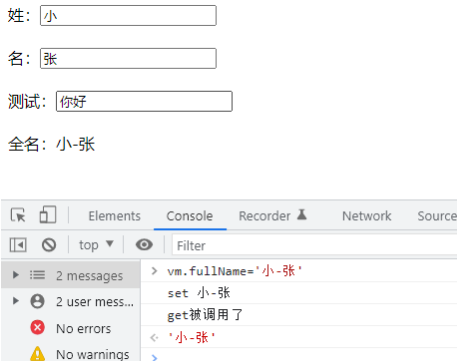 姓：小
名：张
测试：你好
全名：小-张
Elements Console Recorder Network Source
top Filter
2 messages
2 user mess...
No errors
No warnings
vm.fullName='小-张'
set 小-张
get被调用了
'小-张'